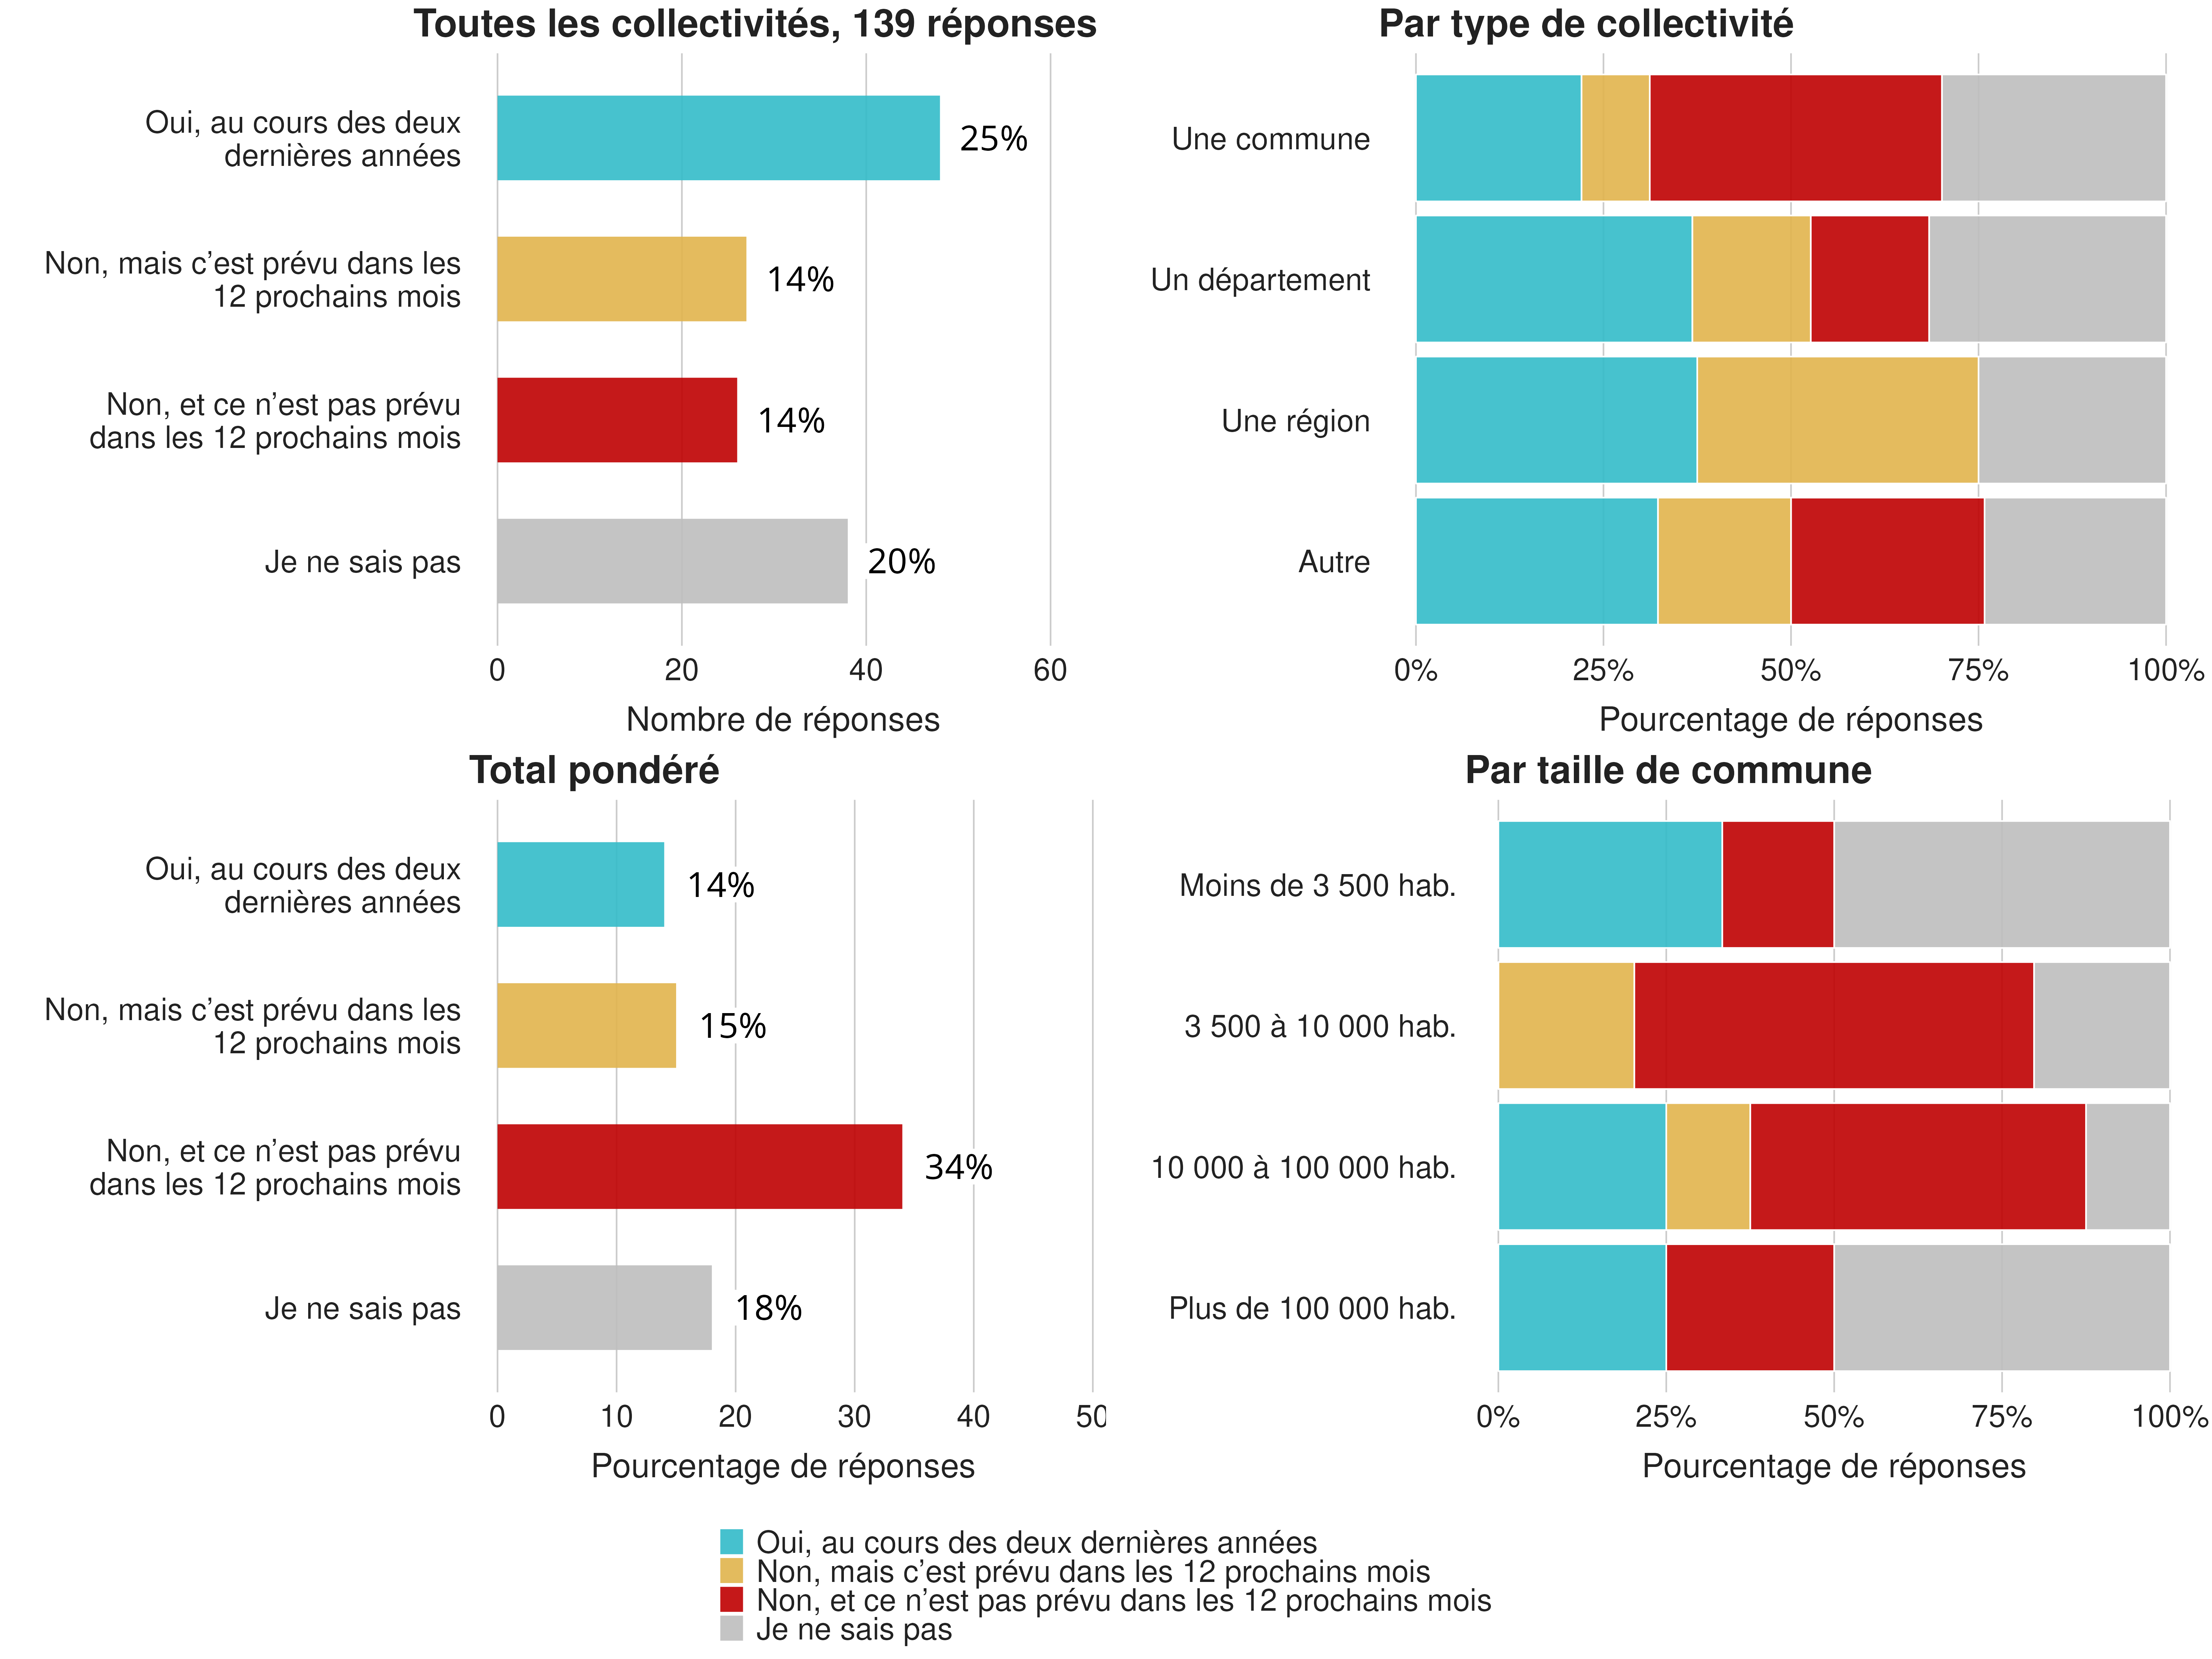 Toutes les collectivités, 139 réponses
Oui, au cours des deux
dernières années
25%
Non, mais c’est prévu dans les
12 prochains mois
14%
Non, et ce n’est pas prévu
dans les 12 prochains mois
14%
Je ne sais pas
20%
0 20 40 60
Nombre de réponses
Par type de collectivité
Une commune
Un département
Une région
Autre
0% 25% 50% 75% 100%
Pourcentage de réponses
Total pondéré
Oui, au cours des deux
dernières années
14%
Non, mais c’est prévu dans les
12 prochains mois
15%
Non, et ce n’est pas prévu
dans les 12 prochains mois
34%
Je ne sais pas
18%
0 10 20 30 40 50
Pourcentage de réponses
Par taille de commune
Moins de 3 500 hab.
3 500 à 10 000 hab.
10 000 à 100 000 hab.
Plus de 100 000 hab.
0% 25% 50% 75% 100%
Pourcentage de réponses
Oui, au cours des deux dernières années
Non, mais c’est prévu dans les 12 prochains mois
Non, et ce n’est pas prévu dans les 12 prochains mois
Je ne sais pas